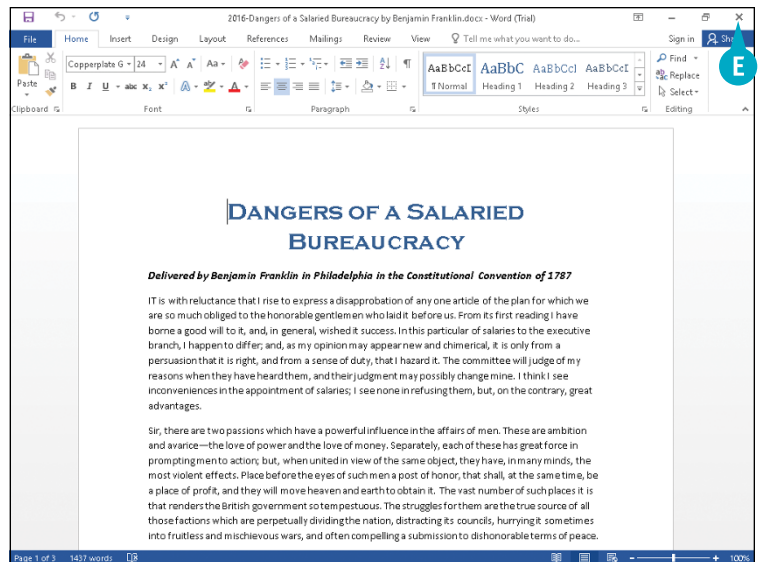 2016-Dangers of a Salaried Bureaucracy by Benjamin Franklin.docx - Word (Trial)
File Home Insert Design Layout References Mailings Review View Tell me what you want to do... Sign in
E
Paste
Clipboard
Copperplate G 24 A A Aa
B I U abc x₂ x² A A
Font
Paragraph
AaBbCcI AaBbC AaBbCcI AaBbCcI
¶ Normal Heading 1 Heading 2 Heading 3
Styles
Find
Replace
Select
Editing
DANGERS OF A SALARIED
BUREAUCRACY
Delivered by Benjamin Franklin in Philadelphia in the Constitutional Convention of 1787
IT is with reluctance that I rise to express a disapprobation of any one article of the plan for which we
are so much obliged to the honorable gentlemen who laid it before us. From its first reading I have
borne a good will to it, and, in general, wished it success. In this particular of salaries to the executive
branch, I happen to differ; and, as my opinion may appear new and chimerical, it is only from a
persuasion that it is right, and from a sense of duty, that I hazard it. The committee will judge of my
reasons when they have heard them, and their judgment may possibly change mine. I think I see
inconveniences in the appointment of salaries; I see none in refusing them, but, on the contrary, great
advantages.
Sir, there are two passions which have a powerful influence in the affairs of men. These are ambition
and avarice—the love of power and the love of money. Separately, each of these has great force in
prompting men to action; but, when united in view of the same object, they have, in many minds, the
most violent effects. Place before the eyes of such men a post of honor, that shall, at the same time, be
a place of profit, and they will move heaven and earth to obtain it. The vast number of such places it is
that renders the British government so tempestuous. The struggles for them are the true source of all
those factions which are perpetually dividing the nation, distracting its councils, hurrying it sometimes
into fruitless and mischievous wars, and often compelling a submission to dishonorable terms of peace.
Page 1 of 3 1437 words 100%